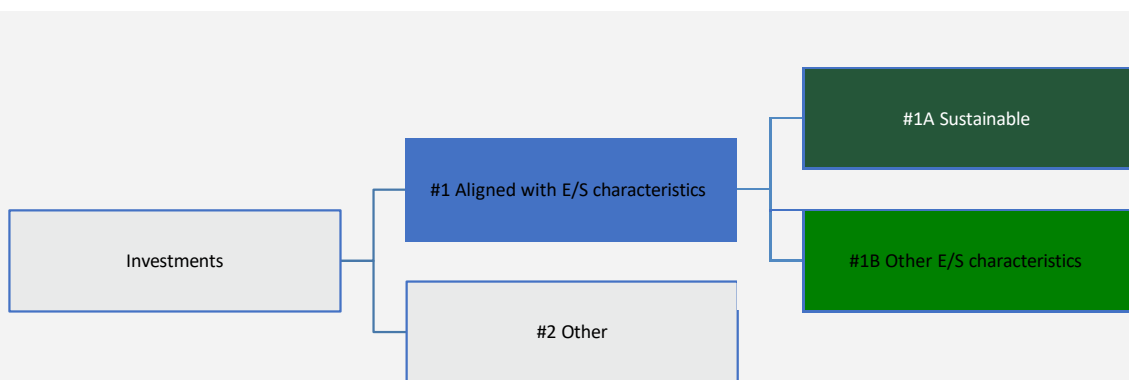 #1A Sustainable
#1 Aligned with E/S characteristics
Investments
#1B Other E/S characteristics
#2 Other